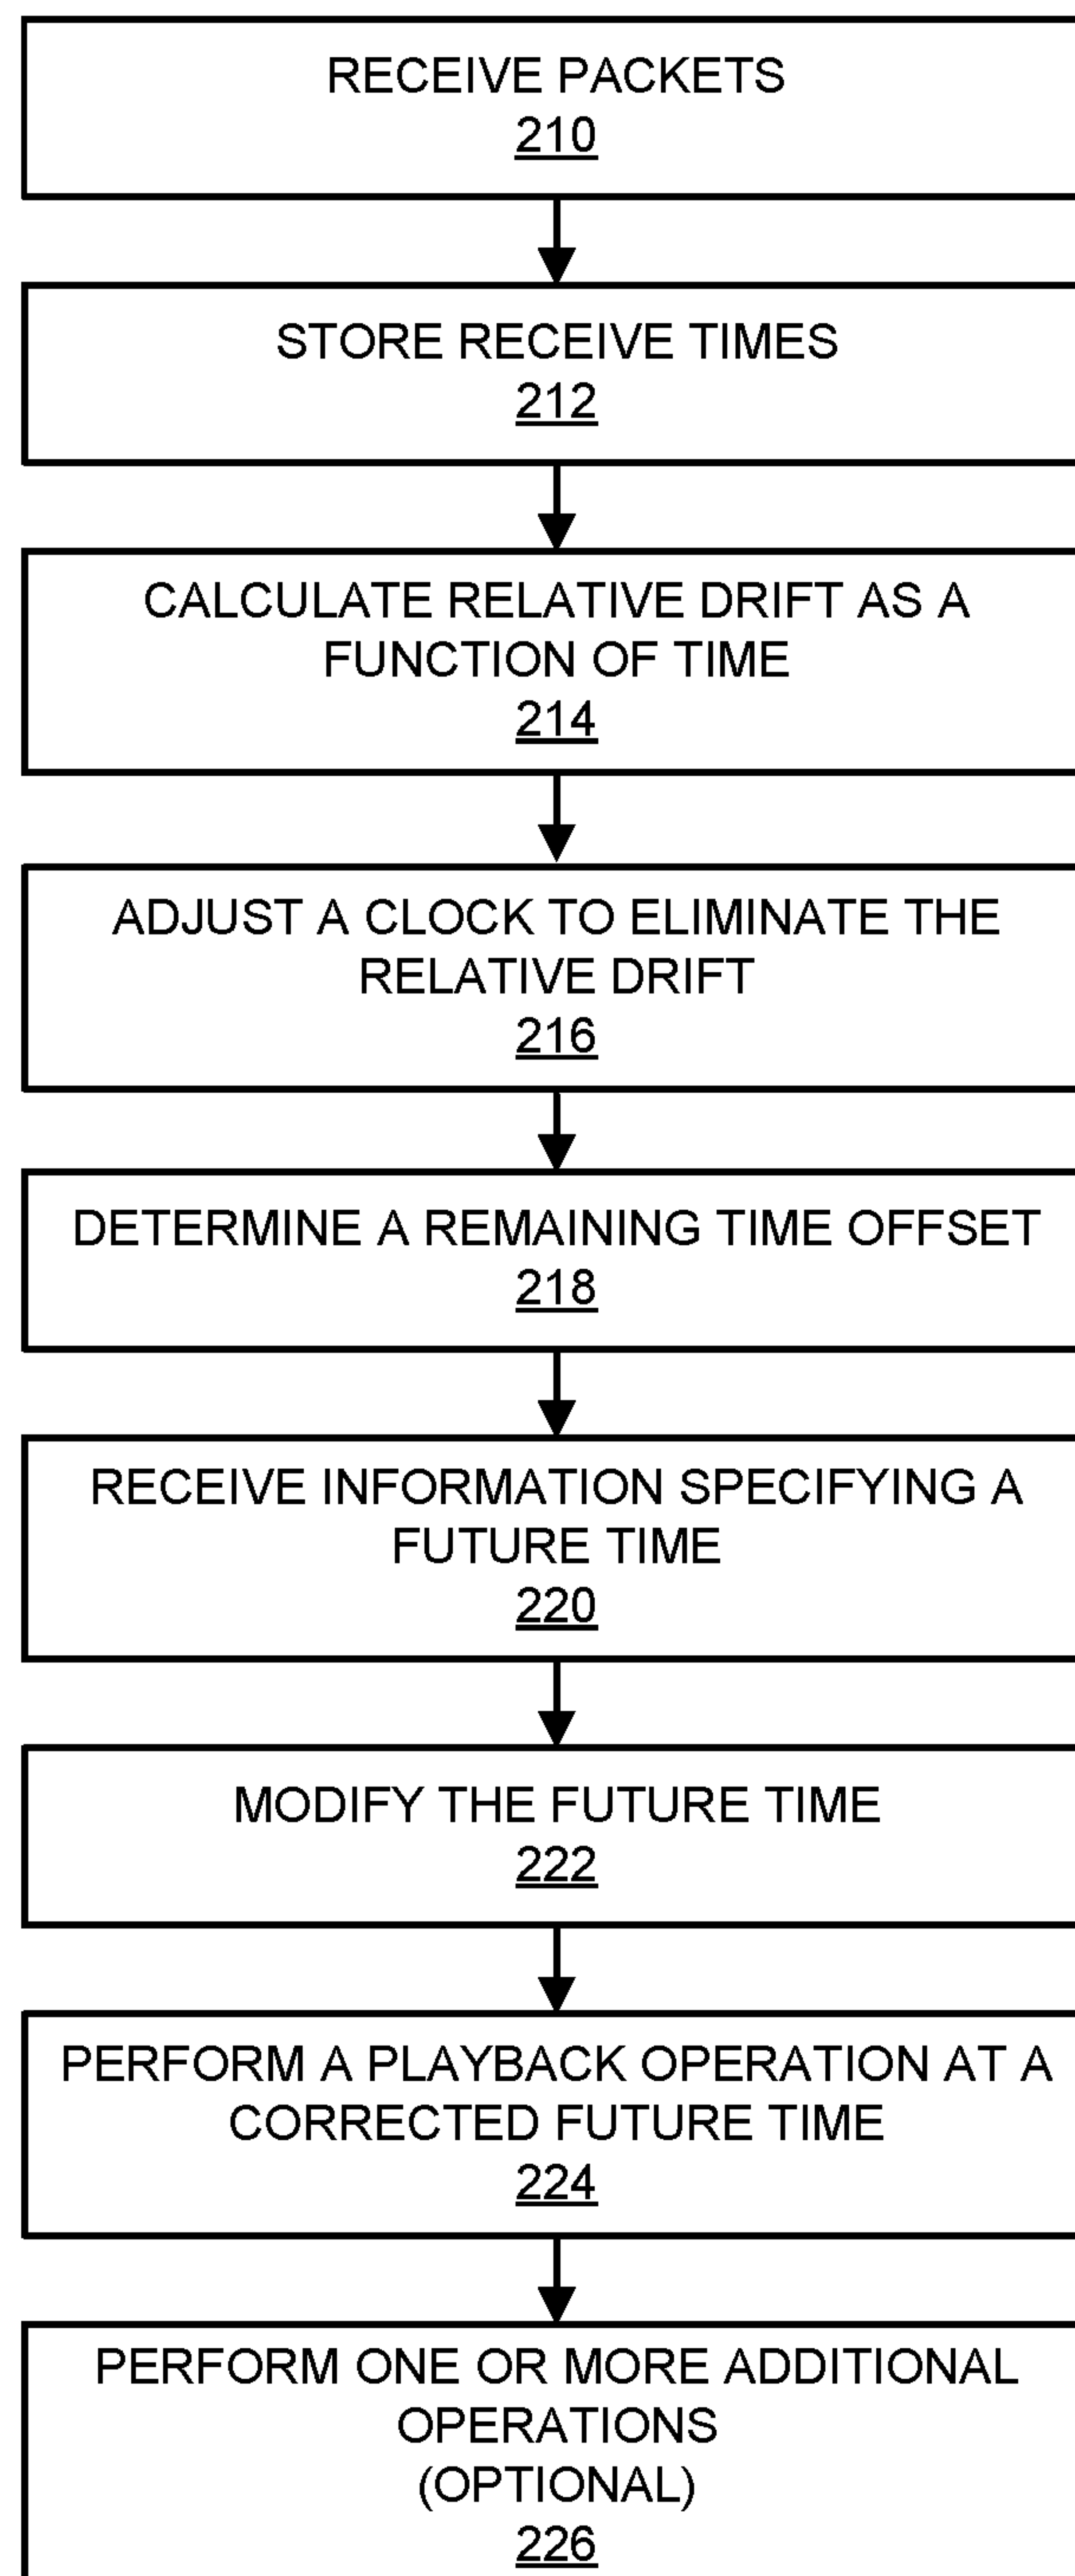 RECEIVE PACKETS
210
STORE RECEIVE TIMES
212
CALCULATE RELATIVE DRIFT AS A
FUNCTION OF TIME
214
ADJUST A CLOCK TO ELIMINATE THE
RELATIVE DRIFT
216
DETERMINE A REMAINING TIME OFFSET
218
RECEIVE INFORMATION SPECIFYING A
FUTURE TIME
220
MODIFY THE FUTURE TIME
222
PERFORM A PLAYBACK OPERATION AT A
CORRECTED FUTURE TIME
224
PERFORM ONE OR MORE ADDITIONAL
OPERATIONS
(OPTIONAL)
226